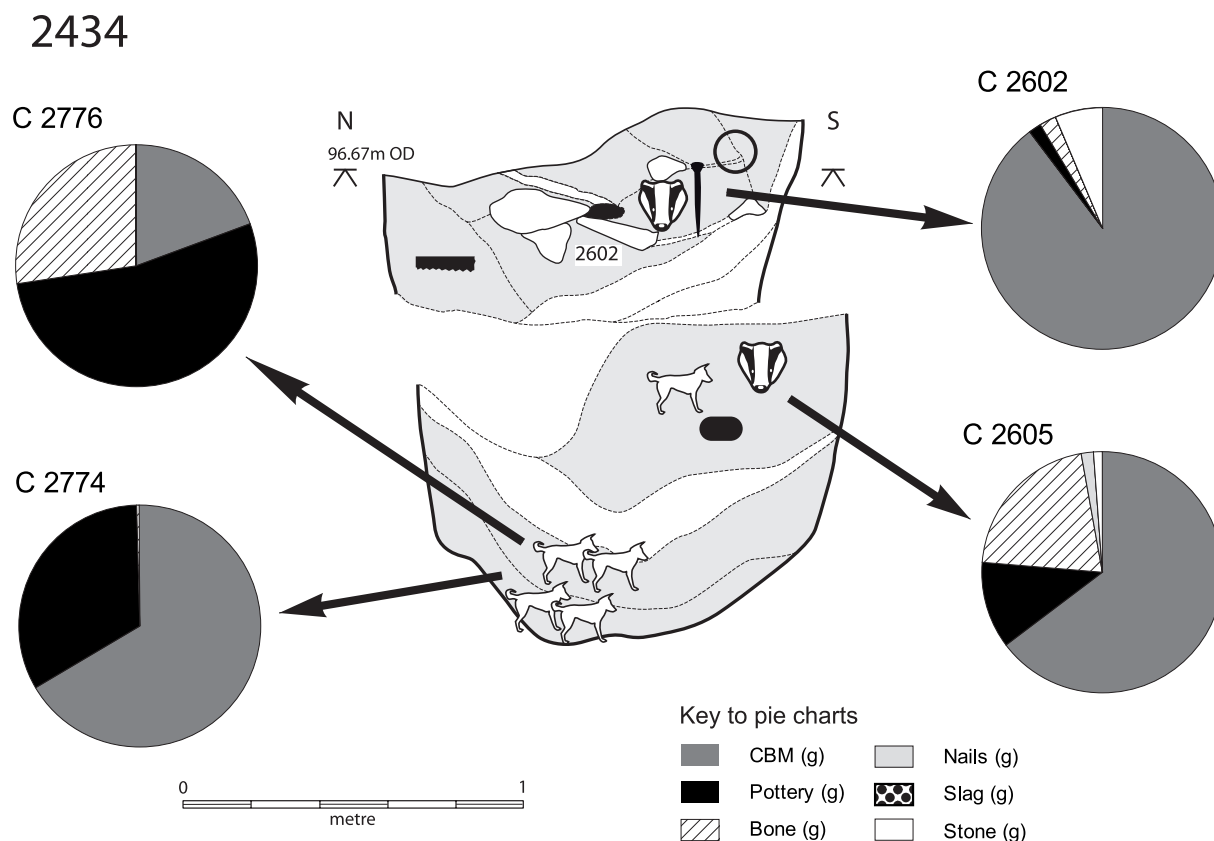 2434
C 2776
C 2602
N
S
96.67m OD
2602
C 2774
C 2605
Key to pie charts
CBM (g)
Nails (g)
Pottery (g)
Slag (g)
Bone (g)
Stone (g)
0
1
metre